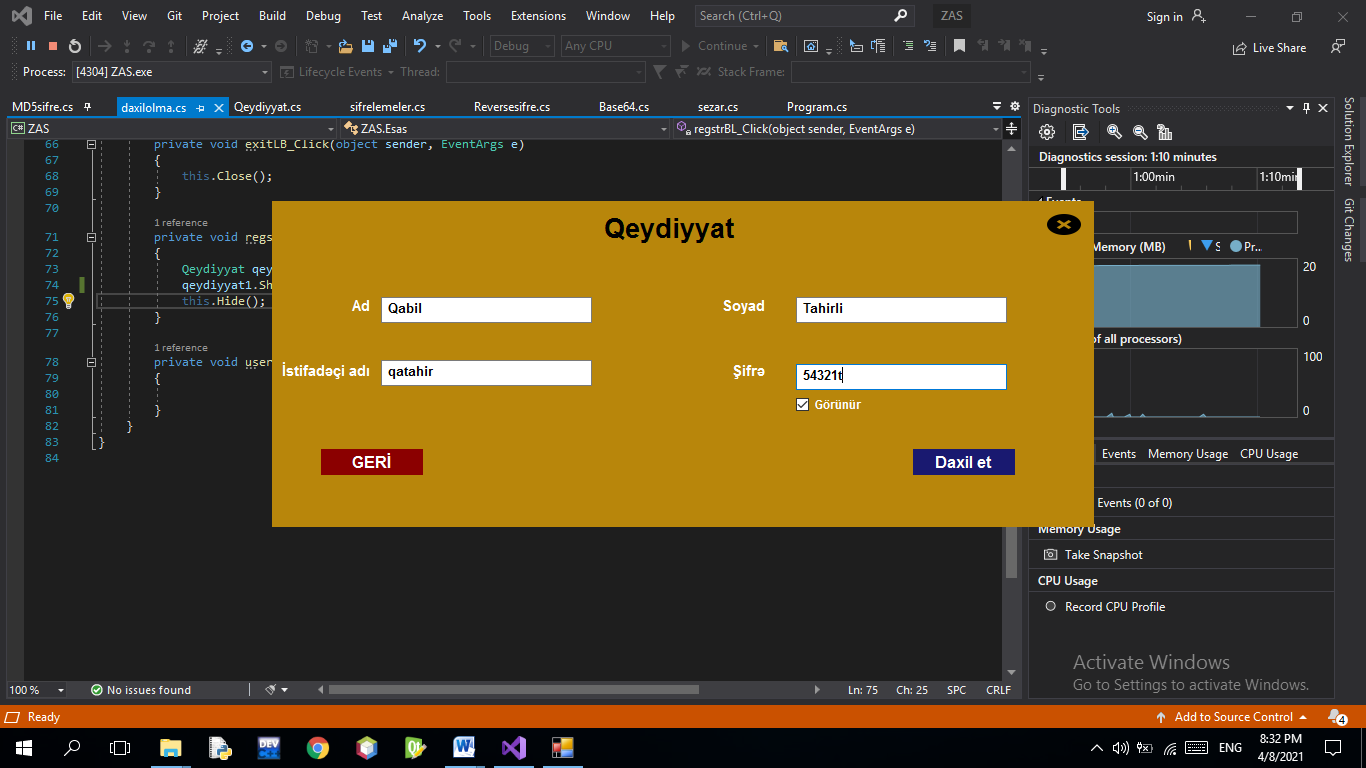 File Edit View Git Project Build Debug Test Analyze Tools Extensions Window Help Search (Ctrl+Q) ZAS Sign in
Debug Any CPU Continue Live Share
Process: [4304] ZAS.exe Lifecycle Events Thread: Stack Frame:
MD5sifre.cs daxilolma.cs Qeydiyyat.cs sifrelemeler.cs Reversesifre.cs Base64.cs sezar.cs Program.cs
C# ZAS ZAS.Esas regstrBL_Click(object sender, EventArgs e)
66 private void exitLB_Click(object sender, EventArgs e)
67 {
68 this.Close();
69 }
70
1 reference
71 private void regs
72 {
73 Qeydiyyat qey
74 qeydiyyat1.Sh
75 this.Hide();
76 }
77
1 reference
78 private void user
79 {
80
81 }
82 }
83 }
84
Qeydiyyat
Ad Qabil Soyad Tahirli
İstifadəçi adı qatahir Şifrə 54321t
Görünür
GERİ Daxil et
Diagnostic Tools
Diagnostics session: 1:10 minutes
1:00min 1:10min
Events
Memory (MB) S Pr...
20
0
of all processors)
100
0
Events Memory Usage CPU Usage
Events (0 of 0)
Memory Usage
Take Snapshot
CPU Usage
Record CPU Profile
Solution Explorer
Git Changes
Activate Windows
Go to Settings to activate Windows.
100 % No issues found Ln: 75 Ch: 25 SPC CRLF
Ready Add to Source Control 4
DEV C++ W ENG 8:32 PM
4/8/2021